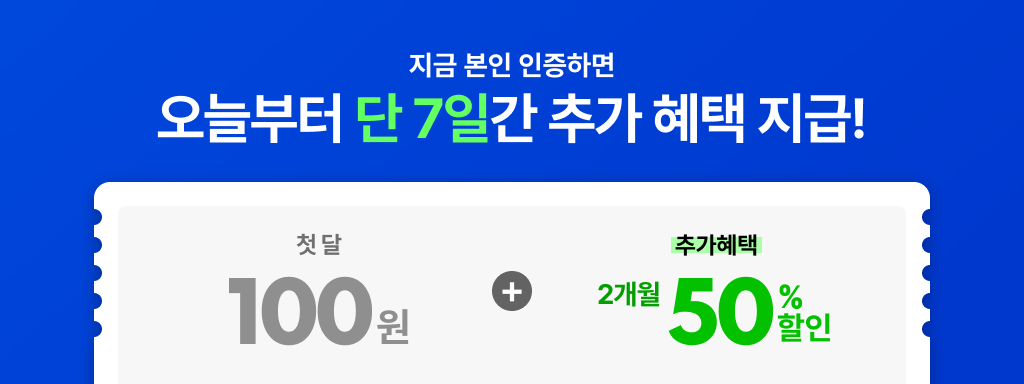 지금 본인 인증하면
오늘부터 단 7일간 추가 혜택 지급!
첫 달
100원
+
추가혜택
2개월 50% 할인